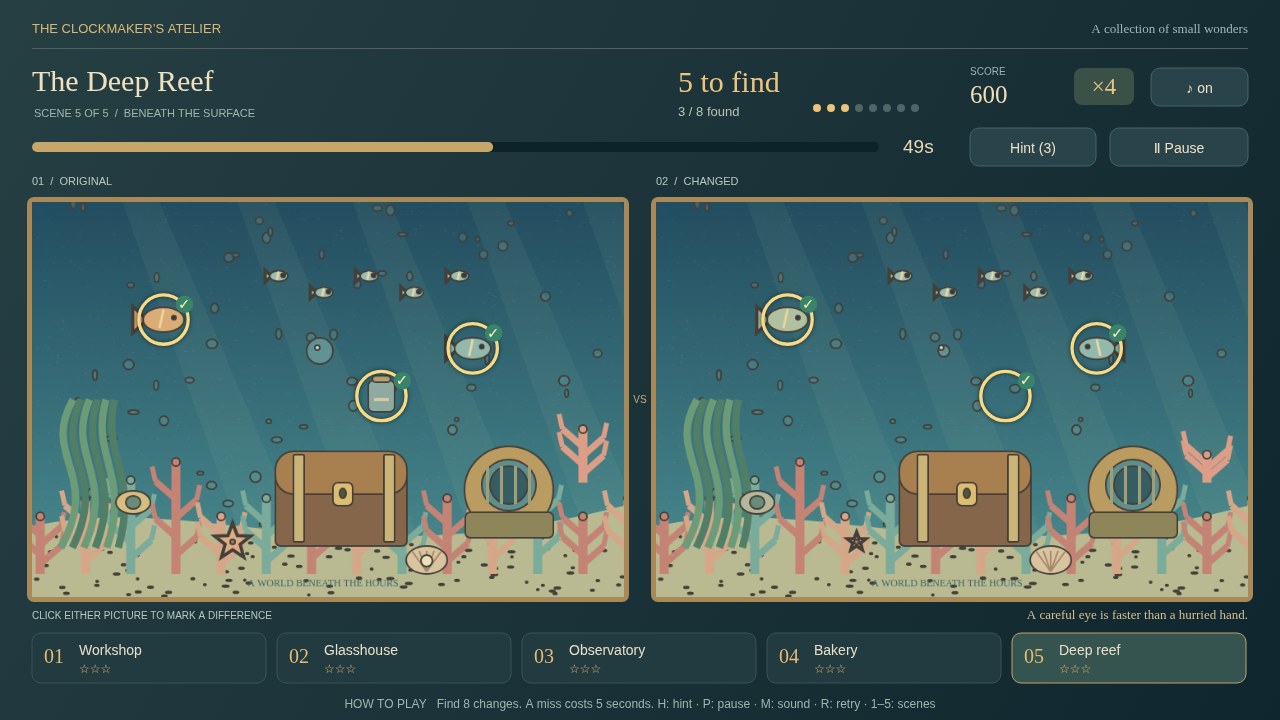 THE CLOCKMAKER'S ATELIER
A collection of small wonders
The Deep Reef
SCENE 5 OF 5 / BENEATH THE SURFACE
5 to find
3 / 8 found
SCORE
600
×4
♪ on
49s
Hint (3)
Ⅱ Pause
01 / ORIGINAL
02 / CHANGED
VS
A WORLD BENEATH THE HOURS
A WORLD BENEATH THE HOURS
CLICK EITHER PICTURE TO MARK A DIFFERENCE
A careful eye is faster than a hurried hand.
01 Workshop
☆☆☆
02 Glasshouse
☆☆☆
03 Observatory
☆☆☆
04 Bakery
☆☆☆
05 Deep reef
☆☆☆
HOW TO PLAY Find 8 changes. A miss costs 5 seconds. H: hint · P: pause · M: sound · R: retry · 1–5: scenes